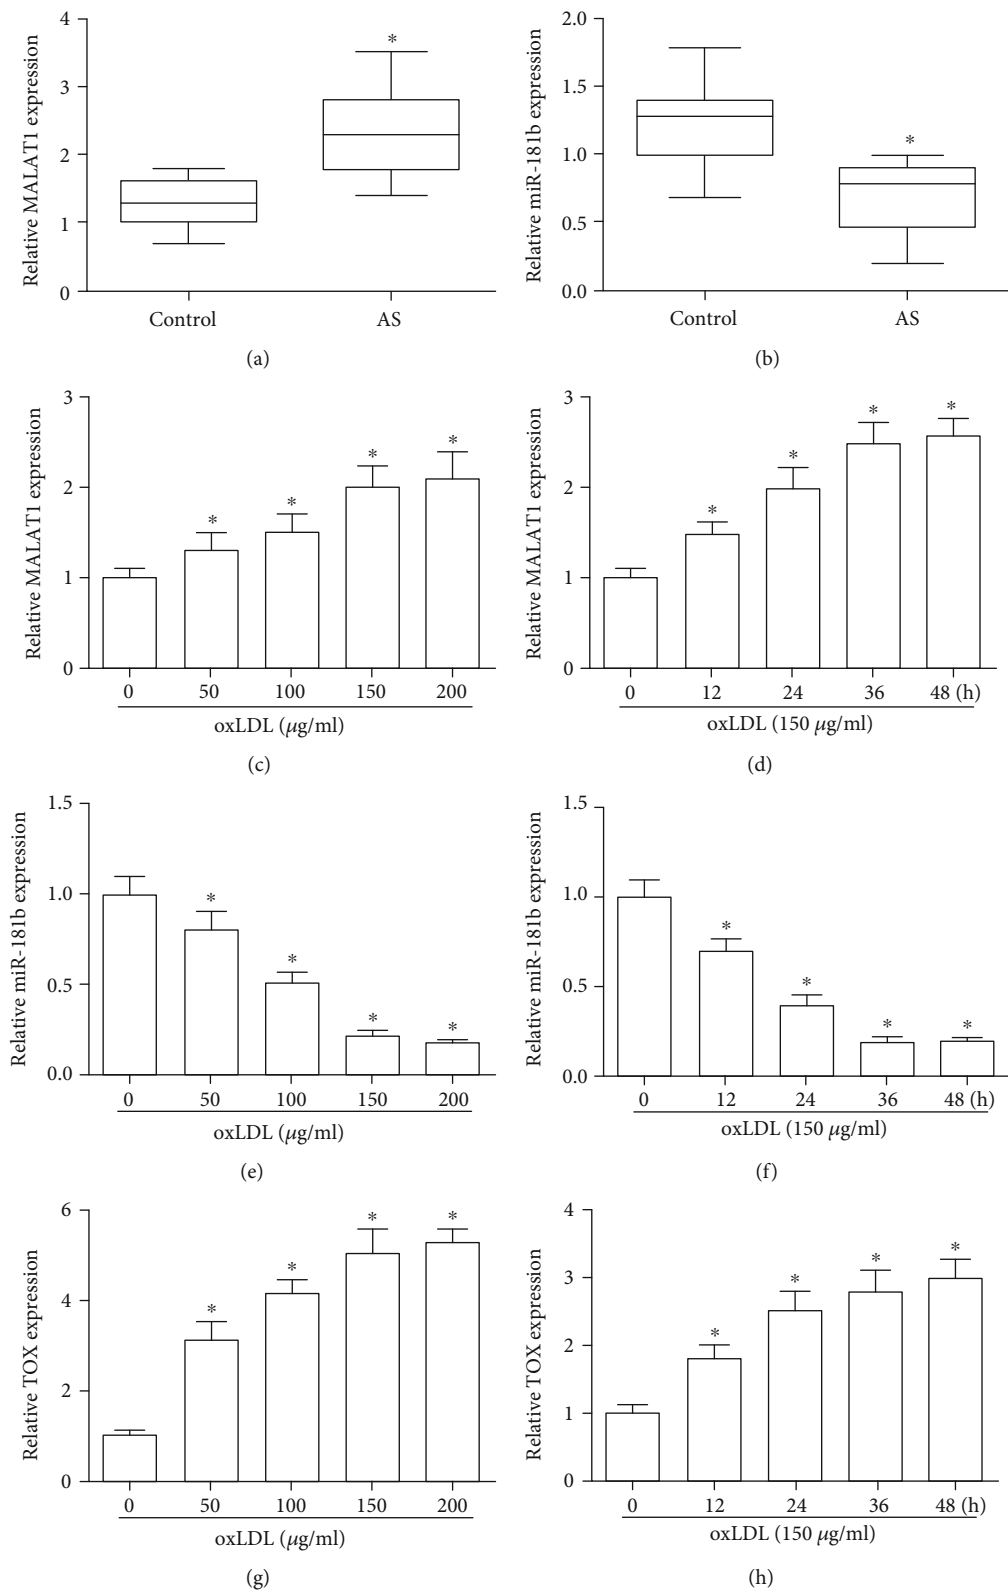 Relative MALAT1 expression
4
3
2
1
0
*
Control
AS
(a)
Relative miR-181b expression
2.0
1.5
1.0
0.5
0.0
*
Control
AS
(b)
Relative MALAT1 expression
3
2
1
0
* * * *
0 50 100 150 200
oxLDL (μg/ml)
(c)
Relative MALAT1 expression
3
2
1
0
* * * *
0 12 24 36 48 (h)
oxLDL (150 μg/ml)
(d)
Relative miR-181b expression
1.5
1.0
0.5
0.0
* * * *
0 50 100 150 200
oxLDL (μg/ml)
(e)
Relative miR-181b expression
1.5
1.0
0.5
0.0
* * * *
0 12 24 36 48 (h)
oxLDL (150 μg/ml)
(f)
Relative TOX expression
6
4
2
0
* * * *
0 50 100 150 200
oxLDL (μg/ml)
(g)
Relative TOX expression
4
3
2
1
0
* * * *
0 12 24 36 48 (h)
oxLDL (150 μg/ml)
(h)